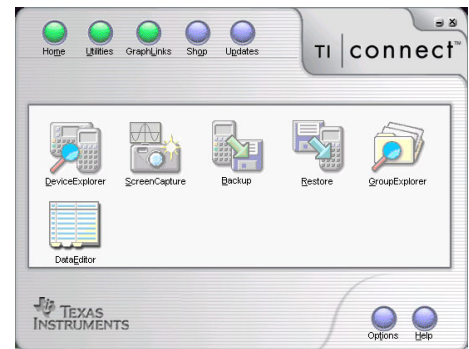 Home Utilities GraphLinks Shop Updates
TI connect™
DeviceExplorer ScreenCapture Backup Restore GroupExplorer
DataEditor
TEXAS
INSTRUMENTS
Options Help